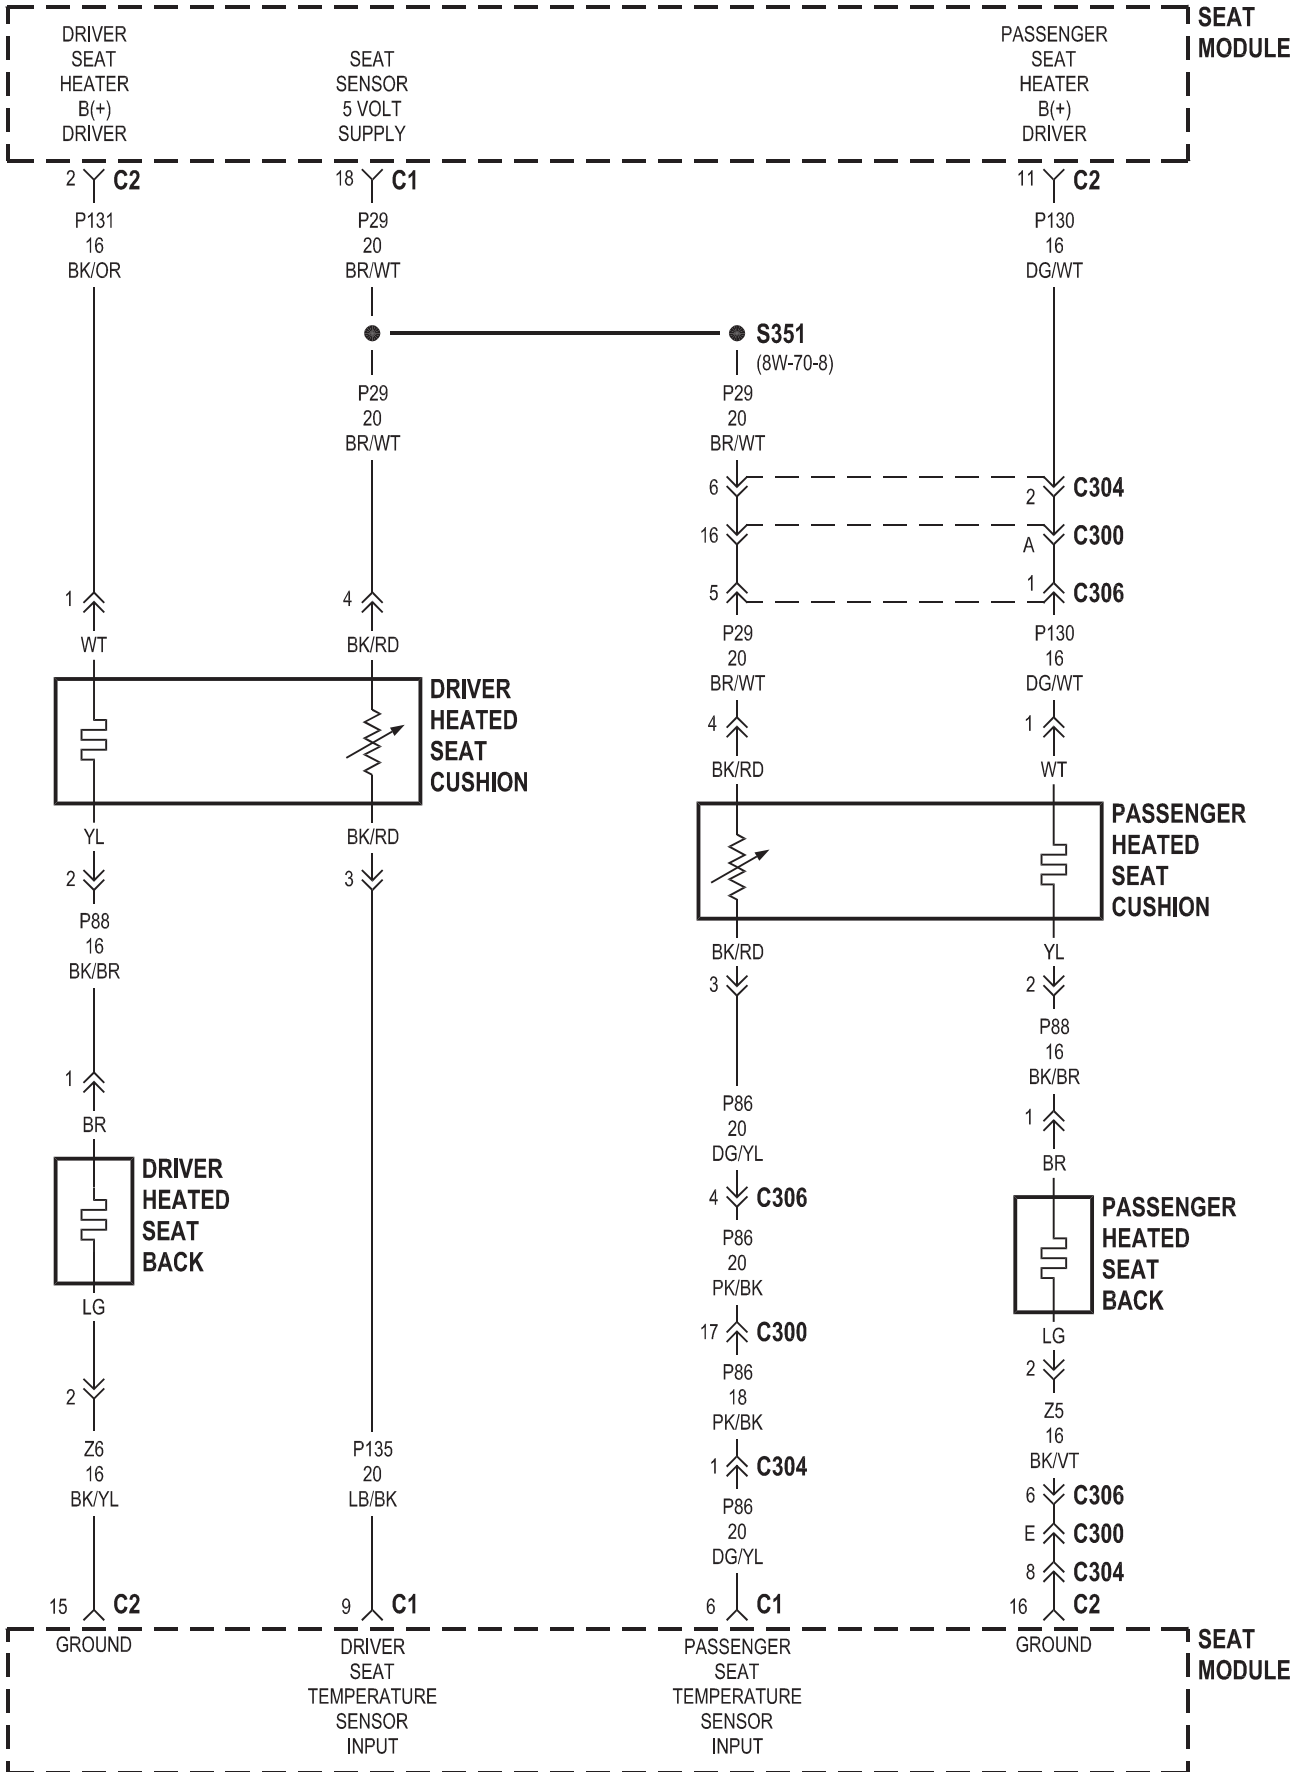 DRIVER
SEAT
HEATER
B(+)
DRIVER
SEAT
SENSOR
5 VOLT
SUPPLY
PASSENGER
SEAT
HEATER
B(+)
DRIVER
SEAT
MODULE
2 C2
18 C1
11 C2
P131
16
BK/OR
P29
20
BR/WT
P130
16
DG/WT
S351
(8W-70-8)
P29
20
BR/WT
P29
20
BR/WT
6 2 C304
16 A C300
5 1 C306
1
WT
4
BK/RD
P29
20
BR/WT
P130
16
DG/WT
DRIVER
HEATED
SEAT
CUSHION
4
BK/RD
1
WT
YL
2
BK/RD
3
PASSENGER
HEATED
SEAT
CUSHION
P88
16
BK/BR
BK/RD
3
YL
2
P88
16
BK/BR
1
BR
P86
20
DG/YL
1
BR
DRIVER
HEATED
SEAT
BACK
4 C306
P86
20
PK/BK
PASSENGER
HEATED
SEAT
BACK
LG
17 C300
LG
2
P86
18
PK/BK
2
Z5
16
BK/VT
Z6
16
BK/YL
P135
20
LB/BK
1 C304
P86
20
DG/YL
6 C306
E C300
8 C304
15 C2
9 C1
6 C1
16 C2
GROUND
DRIVER
SEAT
TEMPERATURE
SENSOR
INPUT
PASSENGER
SEAT
TEMPERATURE
SENSOR
INPUT
GROUND
SEAT
MODULE